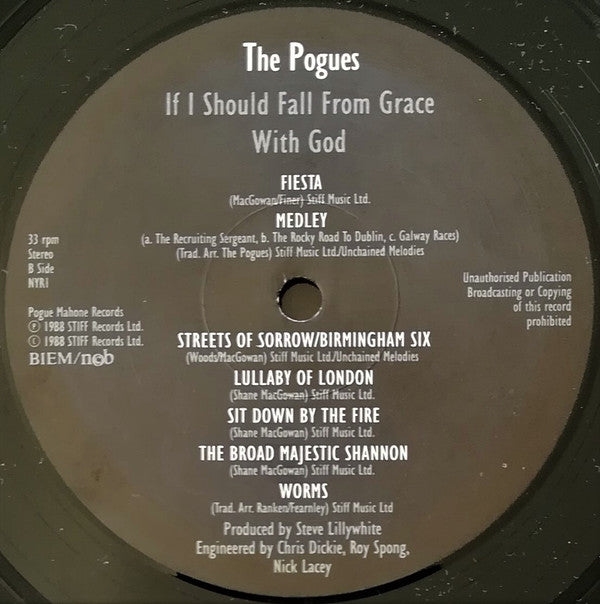 The Pogues
If I Should Fall From Grace
With God
FIESTA
(MacGowan/Finer) Stiff Music Ltd.
MEDLEY
(a. The Recruiting Sergeant, b. The Rocky Road To Dublin, c. Galway Races)
(Trad. Arr. The Pogues) Stiff Music Ltd./Unchained Melodies
33 rpm
Stereo
B Side
NYR1
Pogue Mahone Records
℗ 1988 STIFF Records Ltd.
© 1988 STIFF Records Ltd.
BIEM/ncb
Unauthorised Publication
Broadcasting or Copying
of this record
prohibited
STREETS OF SORROW/BIRMINGHAM SIX
(Woods/MacGowan) Stiff Music Ltd./Unchained Melodies
LULLABY OF LONDON
(Shane MacGowan) Stiff Music Ltd.
SIT DOWN BY THE FIRE
(Shane MacGowan) Stiff Music Ltd.
THE BROAD MAJESTIC SHANNON
(Shane MacGowan) Stiff Music Ltd.
WORMS
(Trad. Arr. Ranken/Fearnley) Stiff Music Ltd
Produced by Steve Lillywhite
Engineered by Chris Dickie, Roy Spong,
Nick Lacey